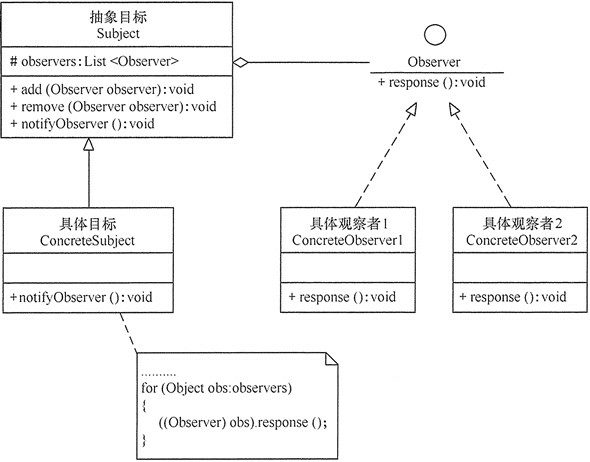 抽象目标
Subject
# observers:List <Observer>
+ add (Observer observer):void
+ remove (Observer observer):void
+ notifyObserver ():void
Observer
+ response ():void
具体目标
ConcreteSubject
+notifyObserver ():void
具体观察者1
ConcreteObserver1
+ response ():void
具体观察者2
ConcreteObserver2
+ response ():void
..........
for (Object obs:observers)
{
((Observer) obs).response ();
}